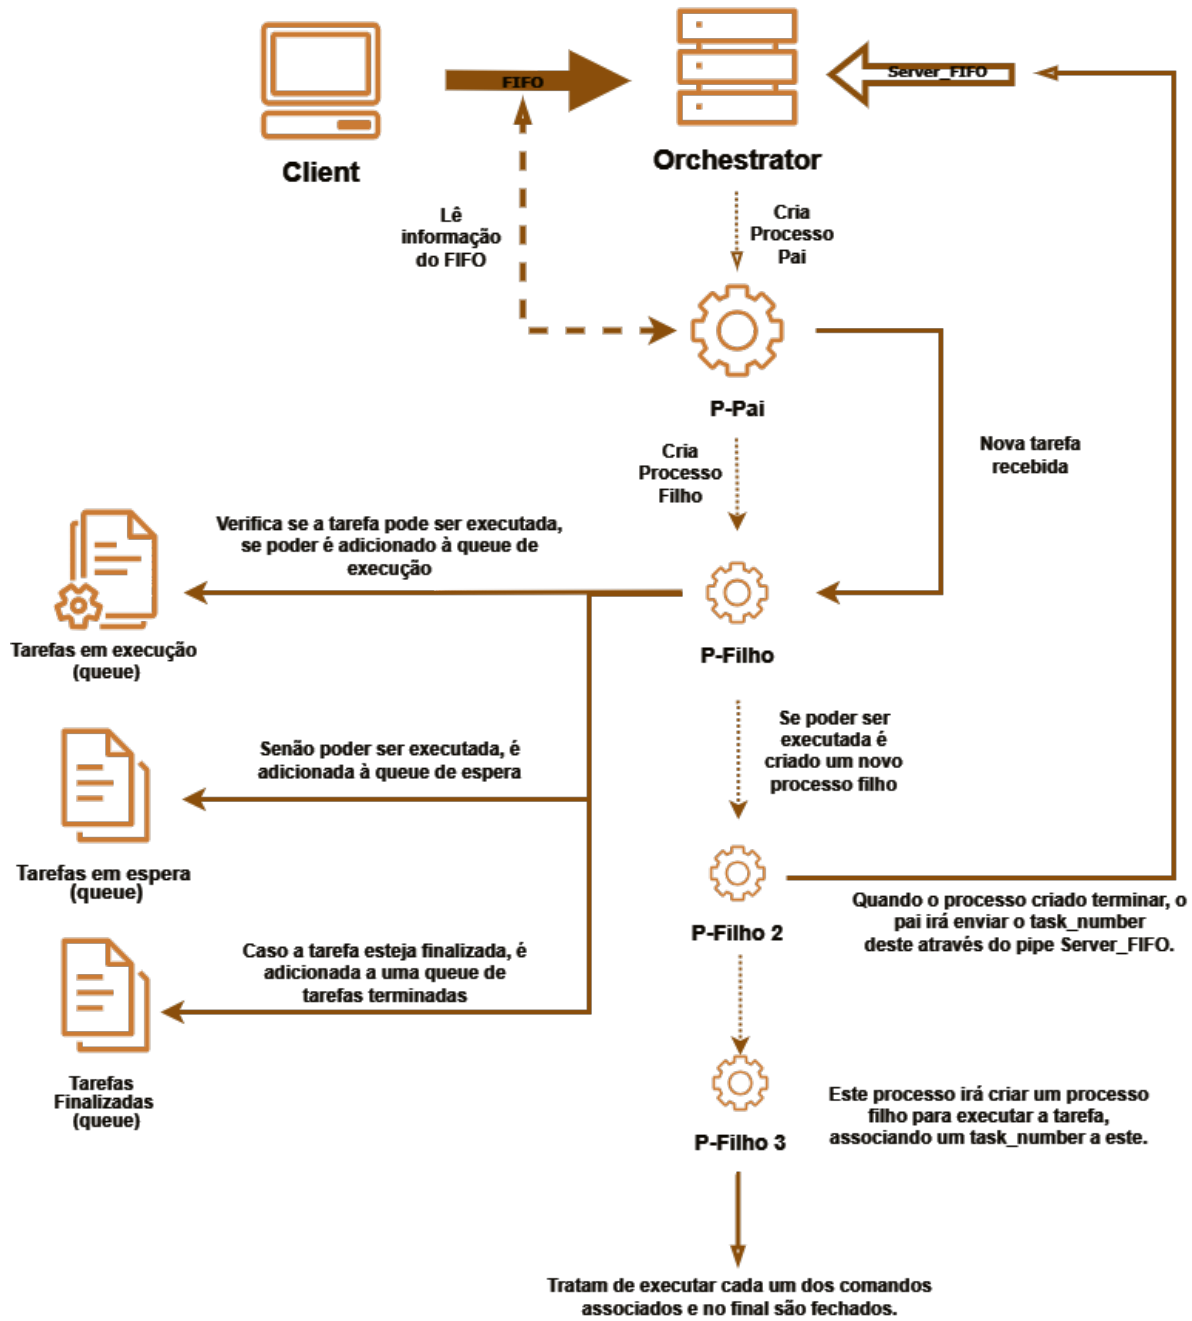 FIFO
Server_FIFO
Client
Orchestrator
Lê
informação
do FIFO
Cria
Processo
Pai
P-Pai
Cria
Processo
Filho
Nova tarefa
recebida
Verifica se a tarefa pode ser executada,
se poder é adicionado à queue de
execução
Tarefas em execução
(queue)
P-Filho
Se poder ser
executada é
criado um novo
processo filho
Senão poder ser executada, é
adicionada à queue de espera
Tarefas em espera
(queue)
Quando o processo criado terminar, o
pai irá enviar o task_number
deste através do pipe Server_FIFO.
P-Filho 2
Caso a tarefa esteja finalizada, é
adicionada a uma queue de
tarefas terminadas
Tarefas
Finalizadas
(queue)
Este processo irá criar um processo
filho para executar a tarefa,
associando um task_number a este.
P-Filho 3
Tratam de executar cada um dos comandos
associados e no final são fechados.